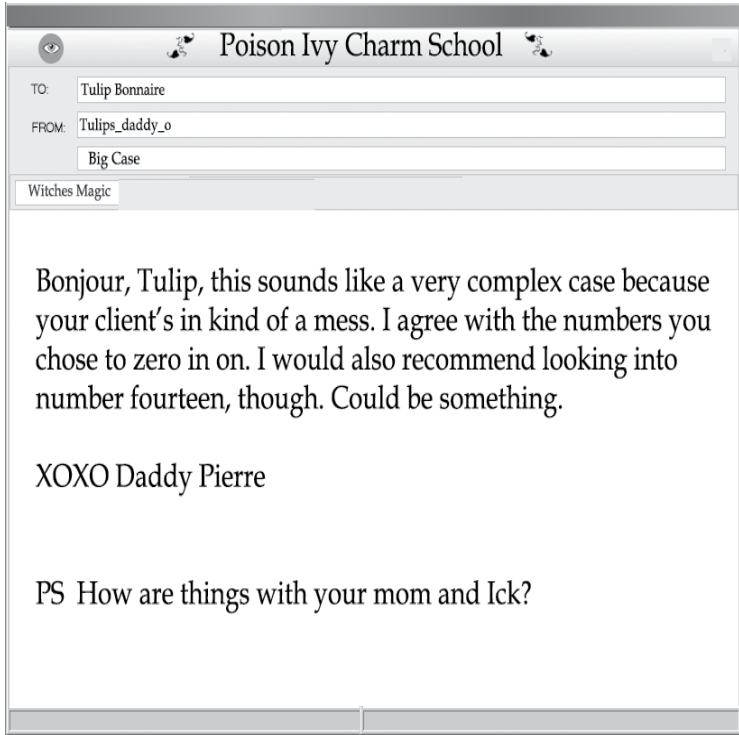 Poison Ivy Charm School
TO: Tulip Bonnaire
FROM: Tulips_daddy_o
Big Case
Witches Magic
Bonjour, Tulip, this sounds like a very complex case because
your client's in kind of a mess. I agree with the numbers you
chose to zero in on. I would also recommend looking into
number fourteen, though. Could be something.
XOXO Daddy Pierre
PS How are things with your mom and Ick?